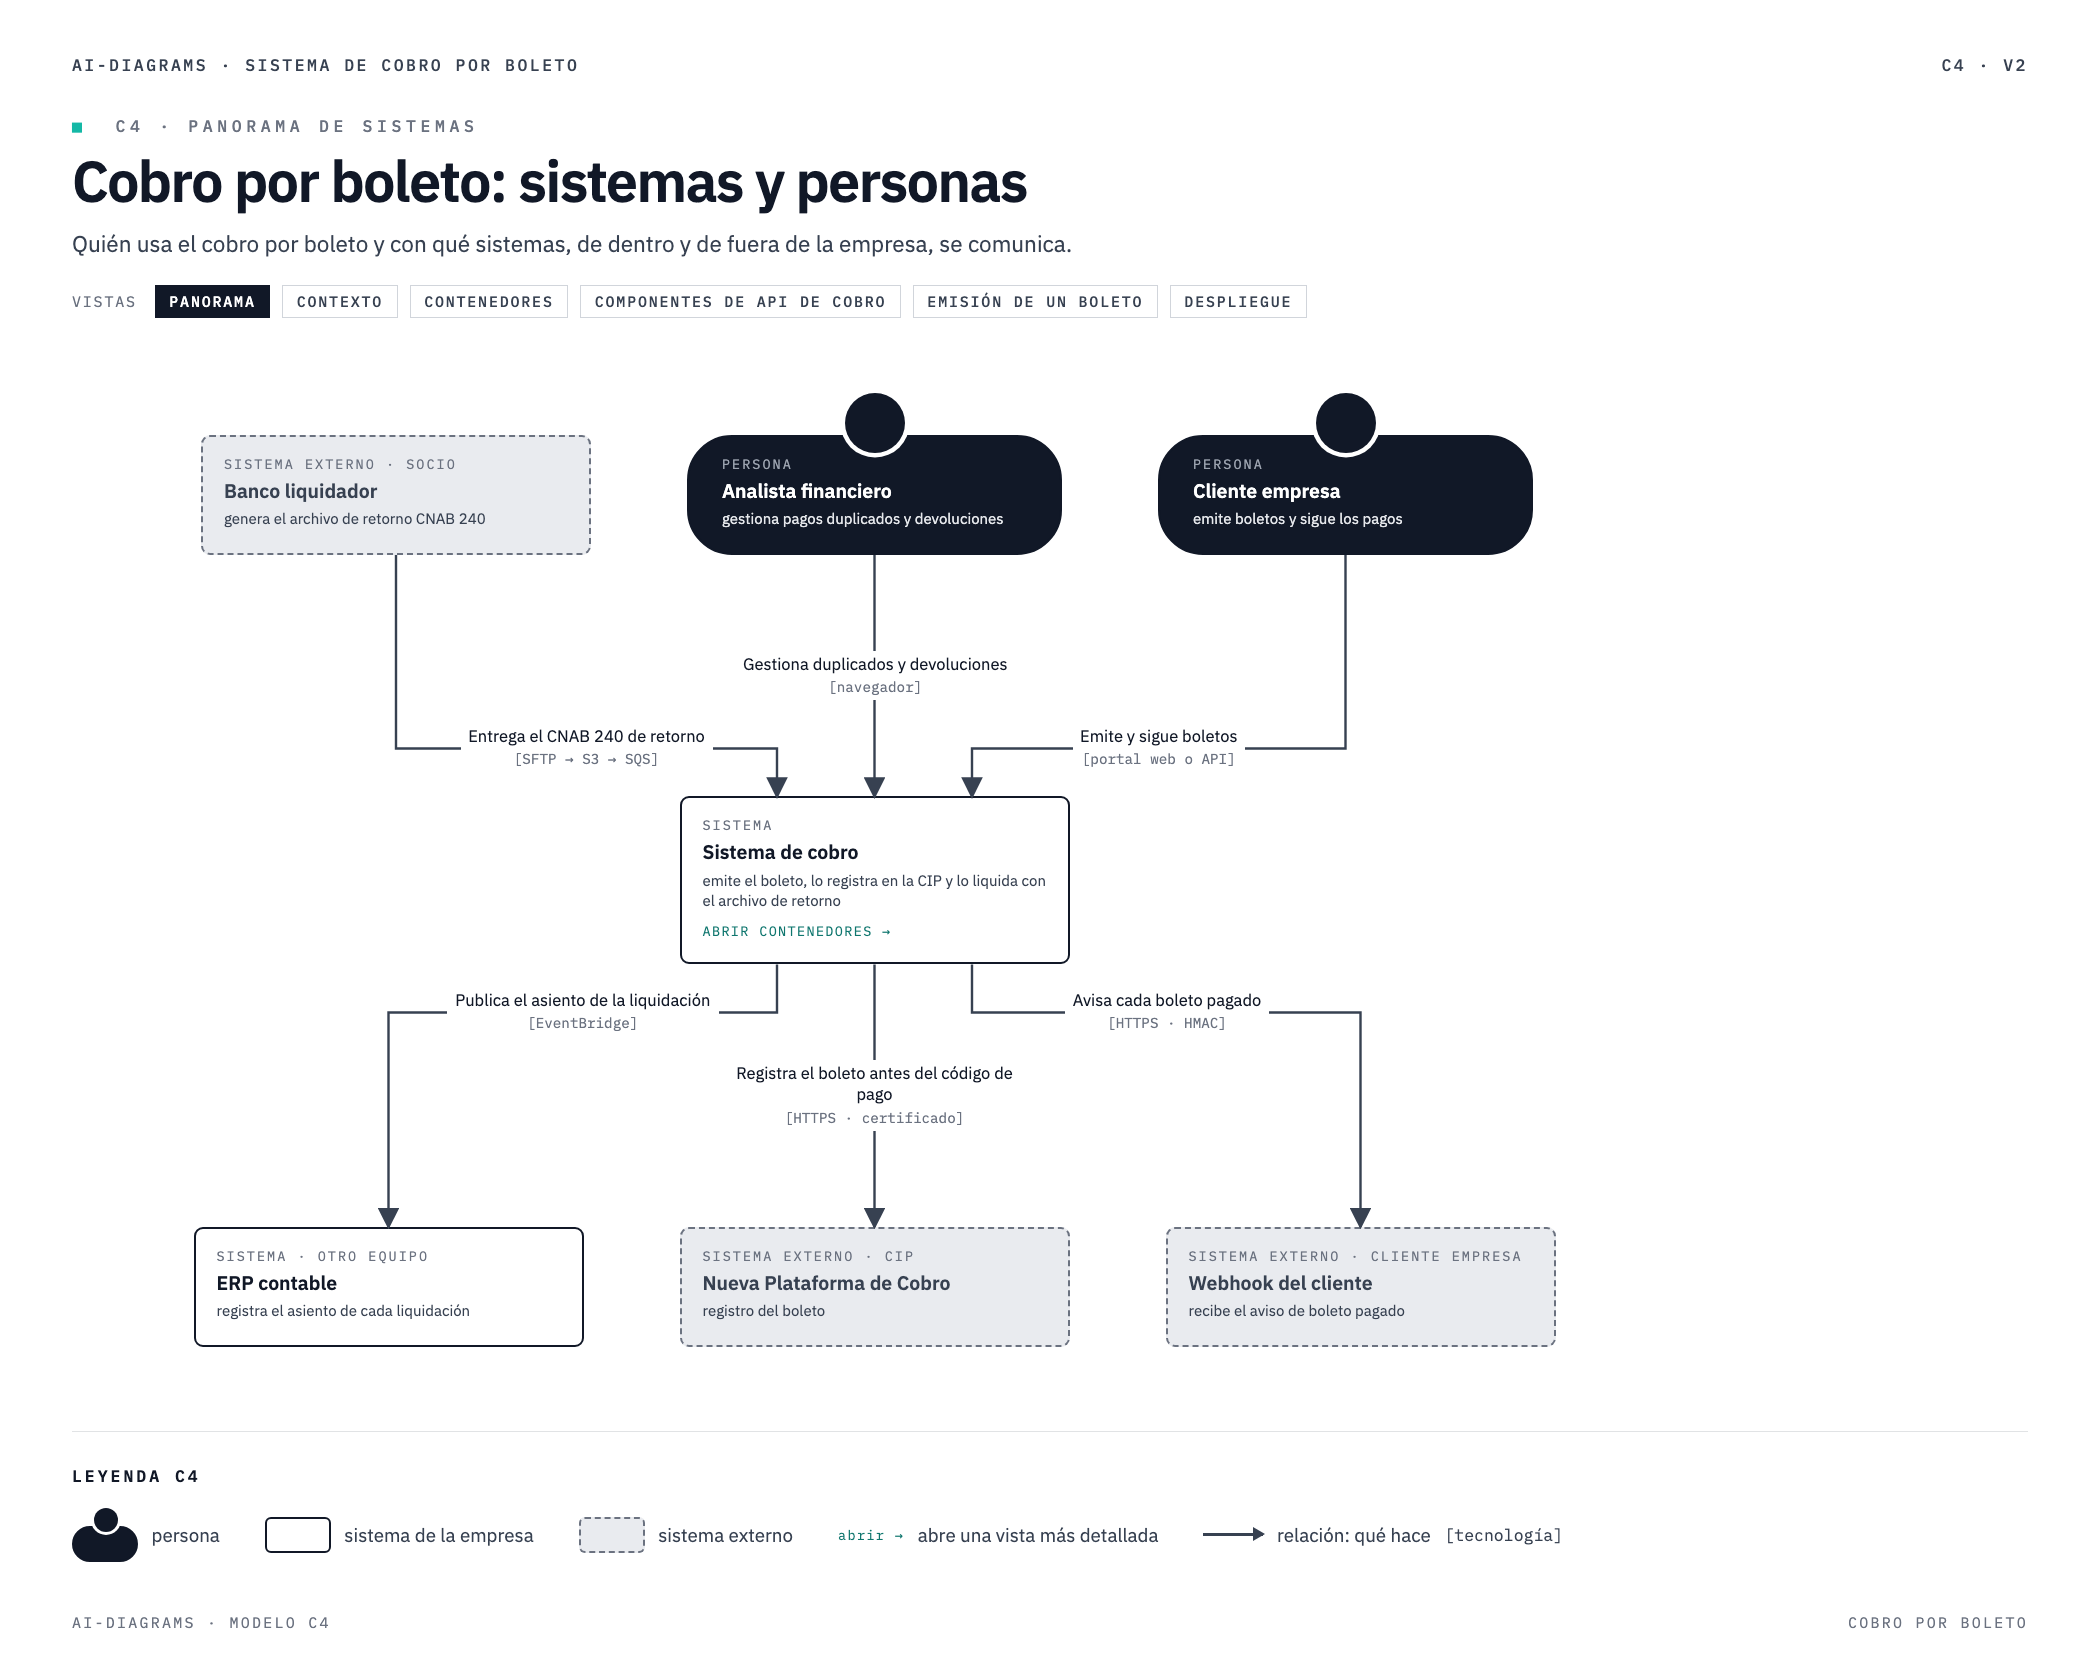 AI-DIAGRAMS · SISTEMA DE COBRO POR BOLETO
C4 · V2
C4 · PANORAMA DE SISTEMAS
Cobro por boleto: sistemas y personas
Quién usa el cobro por boleto y con qué sistemas, de dentro y de fuera de la empresa, se comunica.
VISTAS
PANORAMA
CONTEXTO
CONTENEDORES
COMPONENTES DE API DE COBRO
EMISIÓN DE UN BOLETO
DESPLIEGUE
SISTEMA EXTERNO · SOCIO
Banco liquidador
genera el archivo de retorno CNAB 240
PERSONA
Analista financiero
gestiona pagos duplicados y devoluciones
PERSONA
Cliente empresa
emite boletos y sigue los pagos
Gestiona duplicados y devoluciones
[navegador]
Entrega el CNAB 240 de retorno
[SFTP → S3 → SQS]
Emite y sigue boletos
[portal web o API]
SISTEMA
Sistema de cobro
emite el boleto, lo registra en la CIP y lo liquida con
el archivo de retorno
ABRIR CONTENEDORES →
Publica el asiento de la liquidación
[EventBridge]
Avisa cada boleto pagado
[HTTPS · HMAC]
Registra el boleto antes del código de
pago
[HTTPS · certificado]
SISTEMA · OTRO EQUIPO
ERP contable
registra el asiento de cada liquidación
SISTEMA EXTERNO · CIP
Nueva Plataforma de Cobro
registro del boleto
SISTEMA EXTERNO · CLIENTE EMPRESA
Webhook del cliente
recibe el aviso de boleto pagado
LEYENDA C4
persona
sistema de la empresa
sistema externo
abrir → abre una vista más detallada
relación: qué hace [tecnología]
AI-DIAGRAMS · MODELO C4
COBRO POR BOLETO